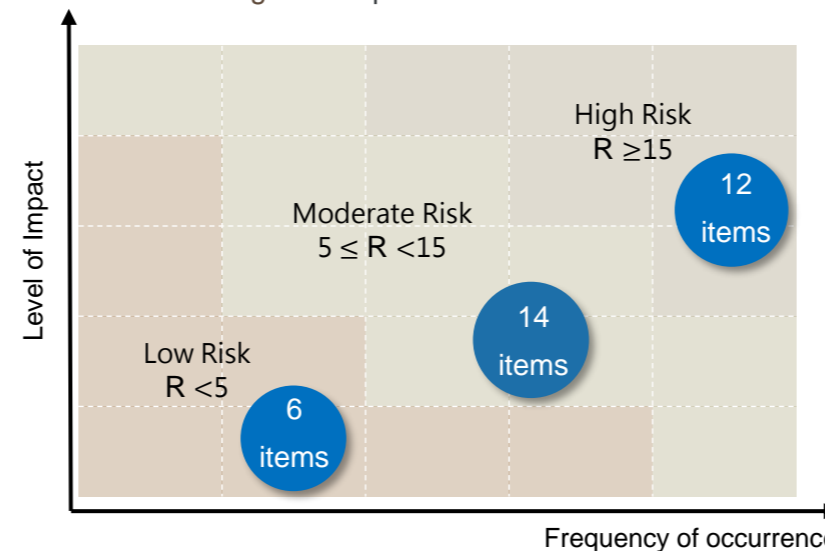 High Risk
R ≥15
12
items
Moderate Risk
5 ≤ R <15
14
items
Low Risk
R <5
6
items
Level of Impact
Frequency of occurrence